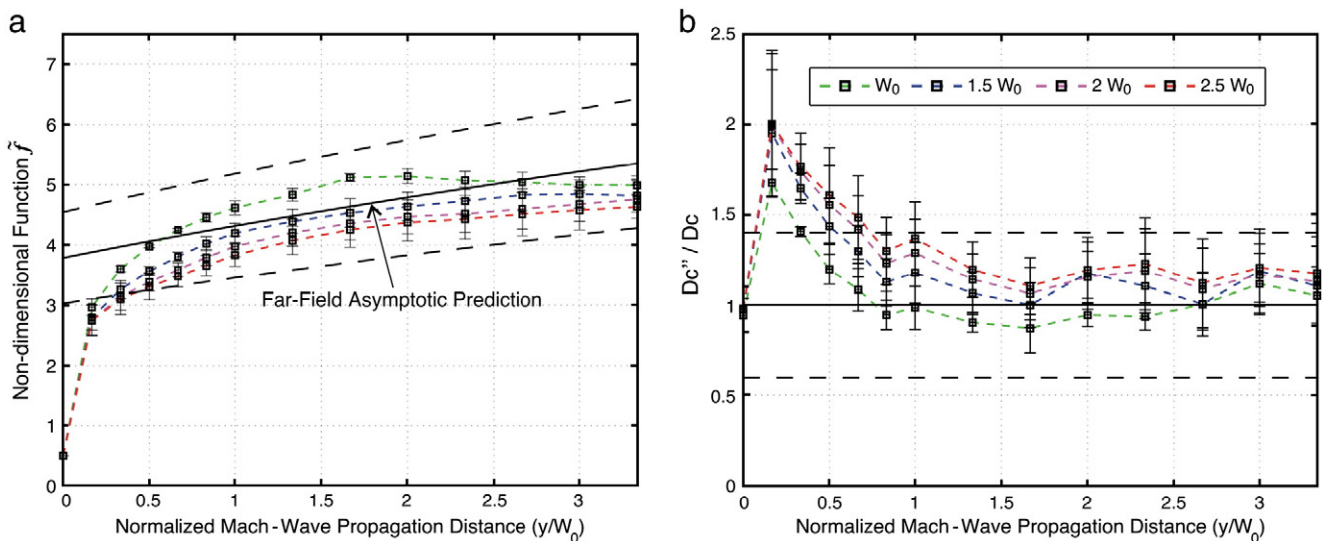 a
Non-dimensional Function f̃
7
6
5
4
3
2
1
0
0 0.5 1 1.5 2 2.5 3
Normalized Mach-Wave Propagation Distance (y/W₀)
Far-Field Asymptotic Prediction
b
Dc'' / Dc
2.5
2
1.5
1
0.5
0
0 0.5 1 1.5 2 2.5 3
Normalized Mach-Wave Propagation Distance (y/W₀)
W₀ 1.5 W₀ 2 W₀ 2.5 W₀